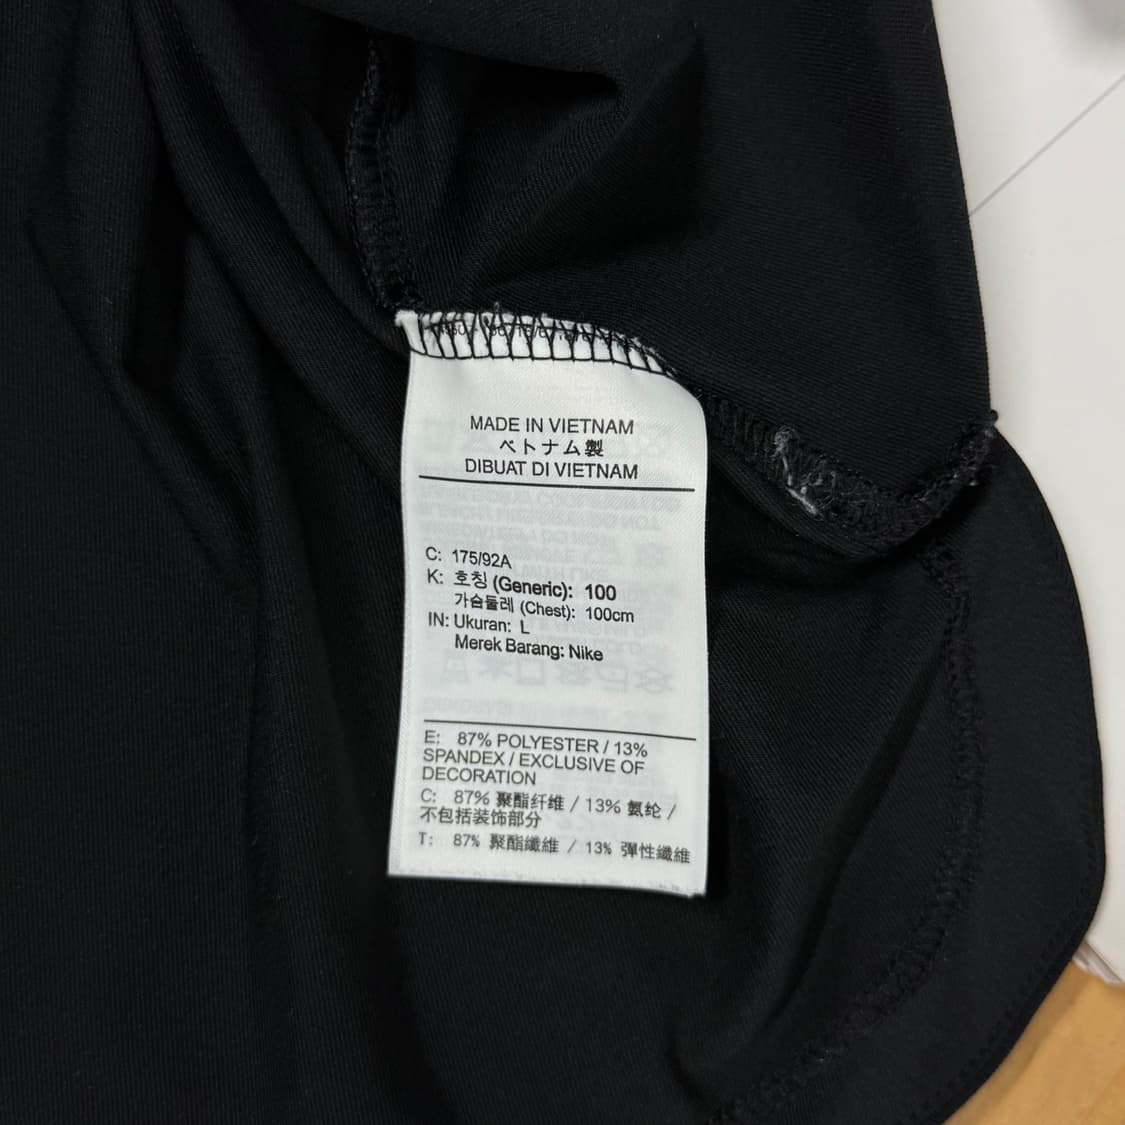 MADE IN VIETNAM
ベトナム製
DIBUAT DI VIETNAM
C: 175/92A
K: 호칭 (Generic): 100
가슴둘레 (Chest): 100cm
IN: Ukuran: L
Merek Barang: Nike
E: 87% POLYESTER / 13%
SPANDEX / EXCLUSIVE OF
DECORATION
C: 87% 聚酯纤维 / 13% 氨纶 /
不包括装饰部分
T: 87% 聚酯纖維 / 13% 彈性纖維